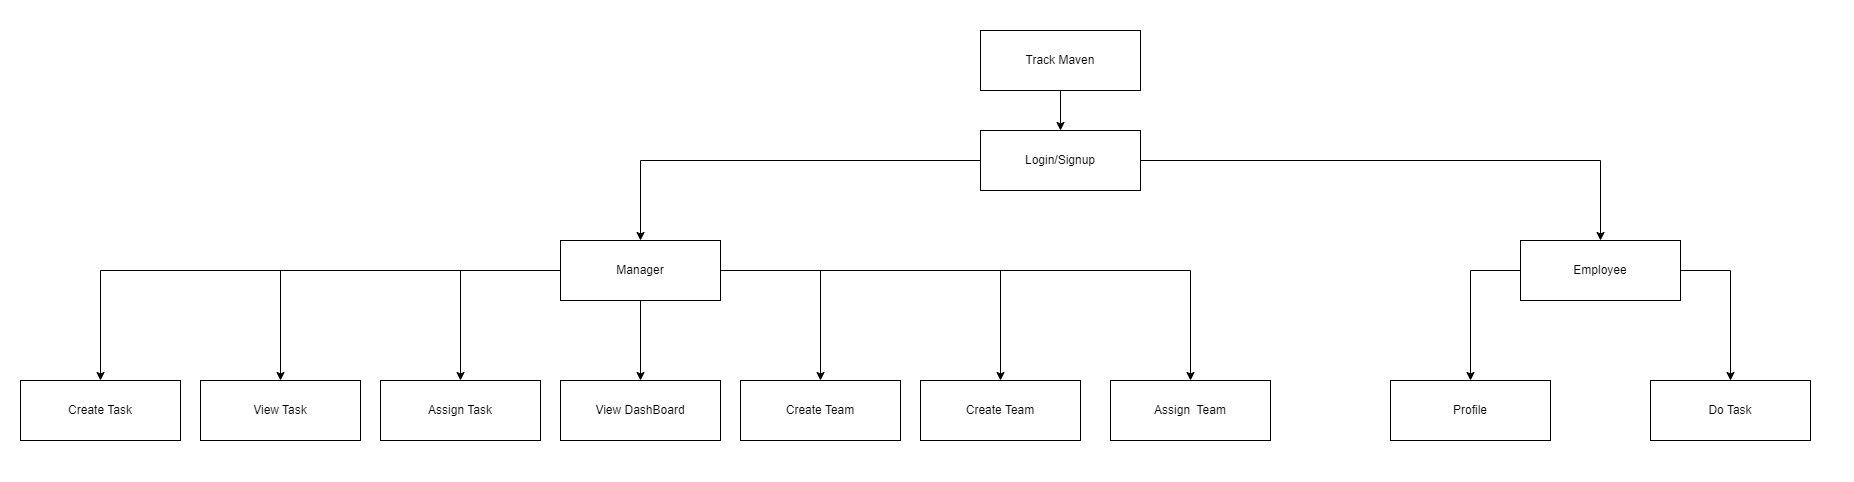 Track Maven
Login/Signup
Manager
Employee
Create Task
View Task
Assign Task
View DashBoard
Create Team
Create Team
Assign  Team
Profile
Do Task